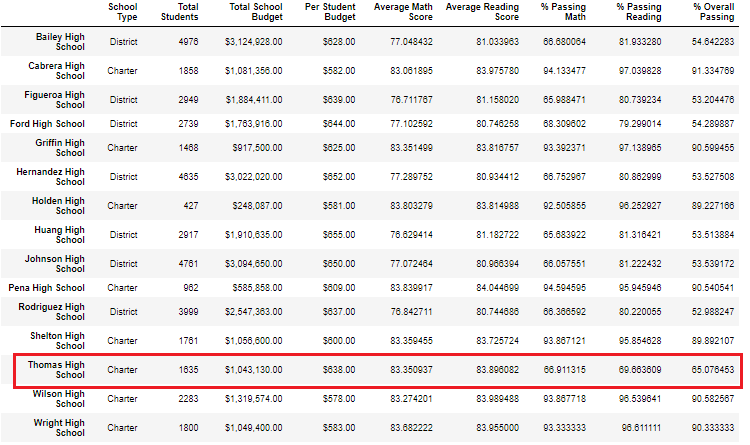 School Type Total Students Total School Budget Per Student Budget Average Math Score Average Reading Score % Passing Math % Passing Reading % Overall Passing
Bailey High School District 4976 $3,124,928.00 $628.00 77.048432 81.033963 66.680064 81.933280 54.642283
Cabrera High School Charter 1858 $1,081,356.00 $582.00 83.061895 83.975780 94.133477 97.039828 91.334769
Figueroa High School District 2949 $1,884,411.00 $639.00 76.711767 81.158020 65.988471 80.739234 53.204476
Ford High School District 2739 $1,763,916.00 $644.00 77.102592 80.746258 68.309602 79.299014 54.289887
Griffin High School Charter 1468 $917,500.00 $625.00 83.351499 83.816757 93.392371 97.138965 90.599455
Hernandez High School District 4635 $3,022,020.00 $652.00 77.289752 80.934412 66.752967 80.862999 53.527508
Holden High School Charter 427 $248,087.00 $581.00 83.803279 83.814988 92.505855 96.252927 89.227166
Huang High School District 2917 $1,910,635.00 $655.00 76.629414 81.182722 65.683922 81.316421 53.513884
Johnson High School District 4761 $3,094,650.00 $650.00 77.072464 80.966394 66.057551 81.222432 53.539172
Pena High School Charter 962 $585,858.00 $609.00 83.839917 84.044699 94.594595 95.945946 90.540541
Rodriguez High School District 3999 $2,547,363.00 $637.00 76.842711 80.744686 66.366592 80.220055 52.988247
Shelton High School Charter 1761 $1,056,600.00 $600.00 83.359455 83.725724 93.867121 95.854628 89.892107
Thomas High School Charter 1635 $1,043,130.00 $638.00 83.350937 83.896082 66.911315 69.663609 65.076453
Wilson High School Charter 2283 $1,319,574.00 $578.00 83.274201 83.989488 93.867718 96.539641 90.582567
Wright High School Charter 1800 $1,049,400.00 $583.00 83.682222 83.955000 93.333333 96.611111 90.333333